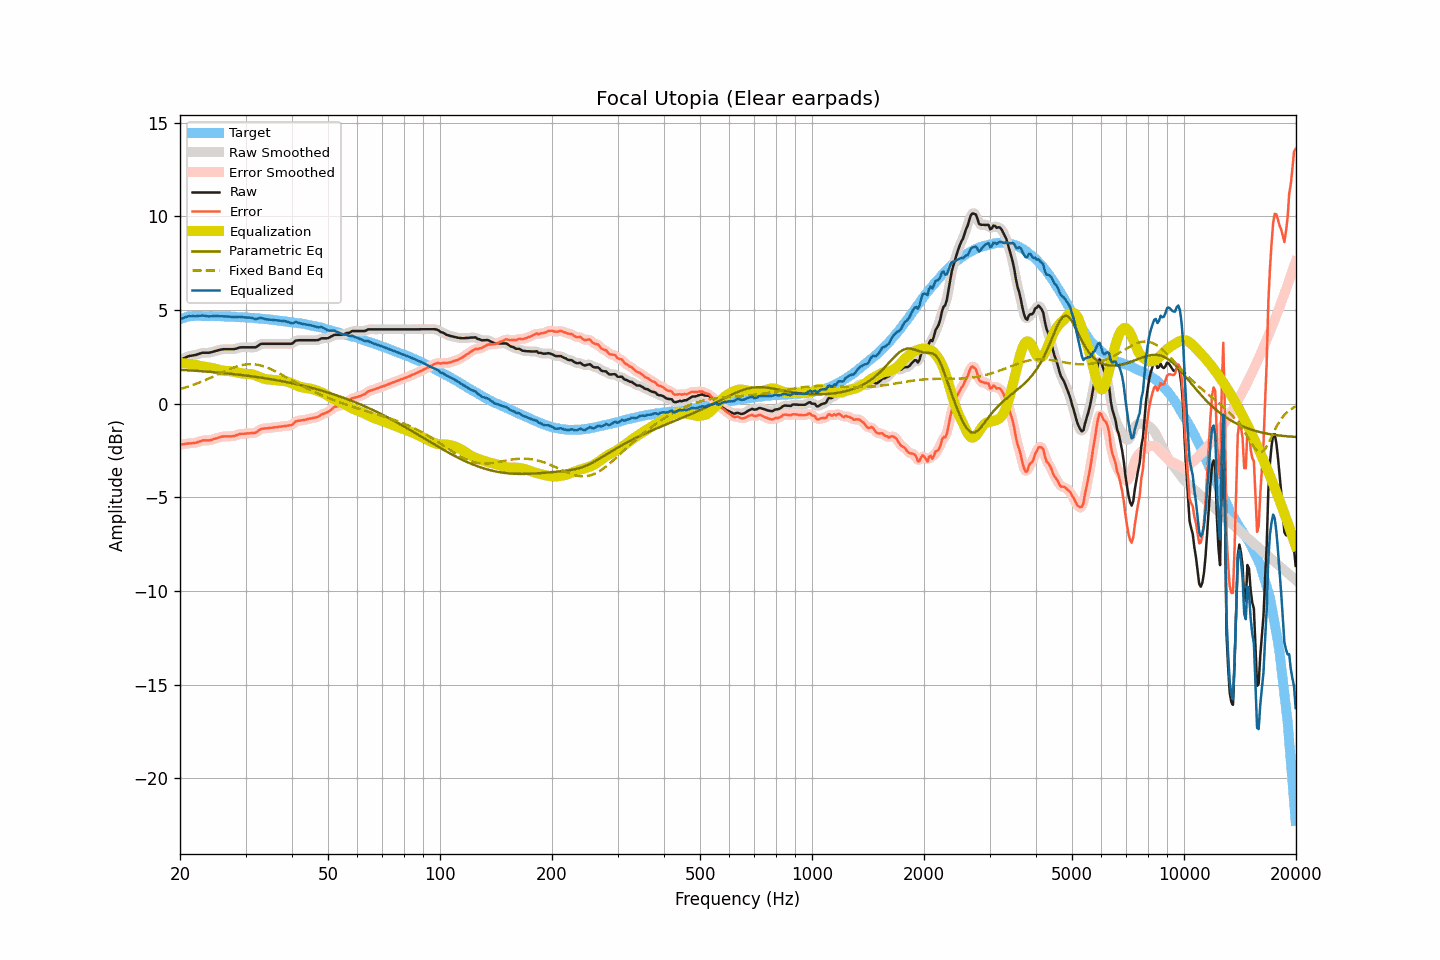 Focal Utopia (Elear earpads)
Target
Raw Smoothed
Error Smoothed
Raw
Error
Equalization
Parametric Eq
Fixed Band Eq
Equalized
15
10
5
0
−5
−10
−15
−20
Amplitude (dBr)
20 50 100 200 500 1000 2000 5000 10000 20000
Frequency (Hz)